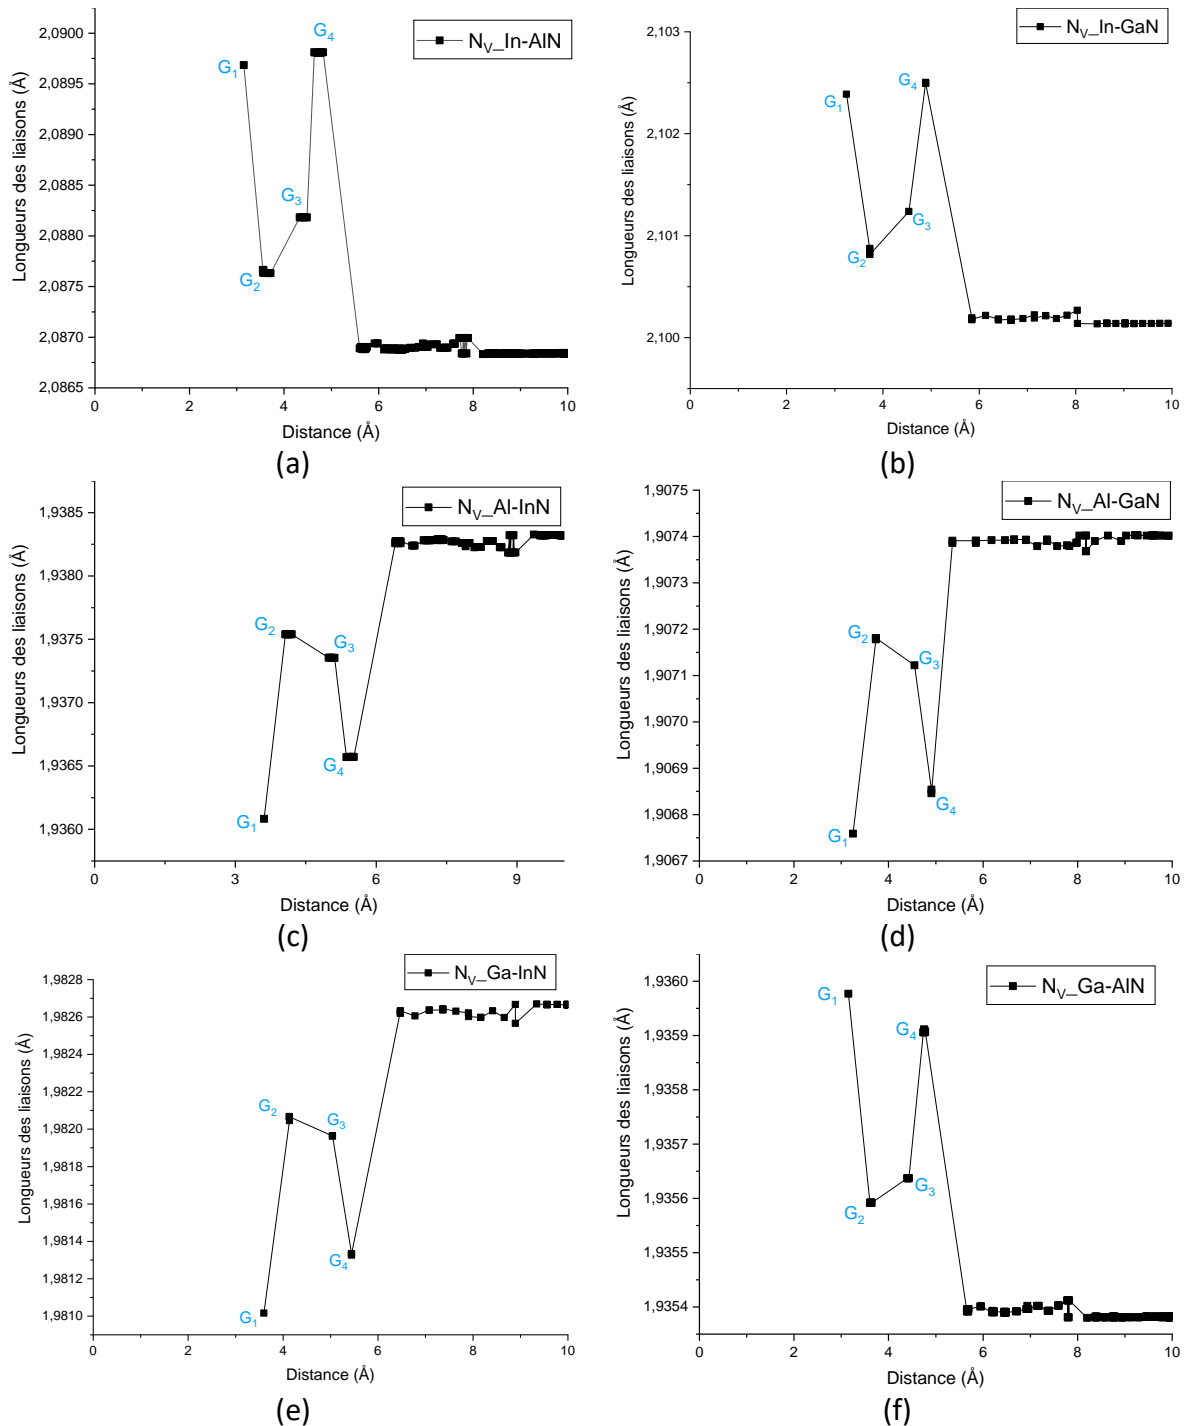 N_V_In-AlN
Longueurs des liaisons (Å)
2,0900
2,0895
2,0890
2,0885
2,0880
2,0875
2,0870
2,0865
G1
G2
G3
G4
0 2 4 6 8 10
Distance (Å)
(a)
N_V_In-GaN
Longueurs des liaisons (Å)
2,103
2,102
2,101
2,100
G1
G2
G3
G4
0 2 4 6 8 10
Distance (Å)
(b)
N_V_Al-InN
Longueurs des liaisons (Å)
1,9385
1,9380
1,9375
1,9370
1,9365
1,9360
G1
G2
G3
G4
0 3 6 9
Distance (Å)
(c)
N_V_Al-GaN
Longueurs des liaisons (Å)
1,9075
1,9074
1,9073
1,9072
1,9071
1,9070
1,9069
1,9068
1,9067
G1
G2
G3
G4
0 2 4 6 8 10
Distance (Å)
(d)
N_V_Ga-InN
Longueurs des liaisons (Å)
1,9828
1,9826
1,9824
1,9822
1,9820
1,9818
1,9816
1,9814
1,9812
1,9810
G1
G2
G3
G4
0 2 4 6 8 10
Distance (Å)
(e)
N_V_Ga-AlN
Longueurs des liaisons (Å)
1,9360
1,9359
1,9358
1,9357
1,9356
1,9355
1,9354
G1
G2
G3
G4
0 2 4 6 8 10
Distance (Å)
(f)